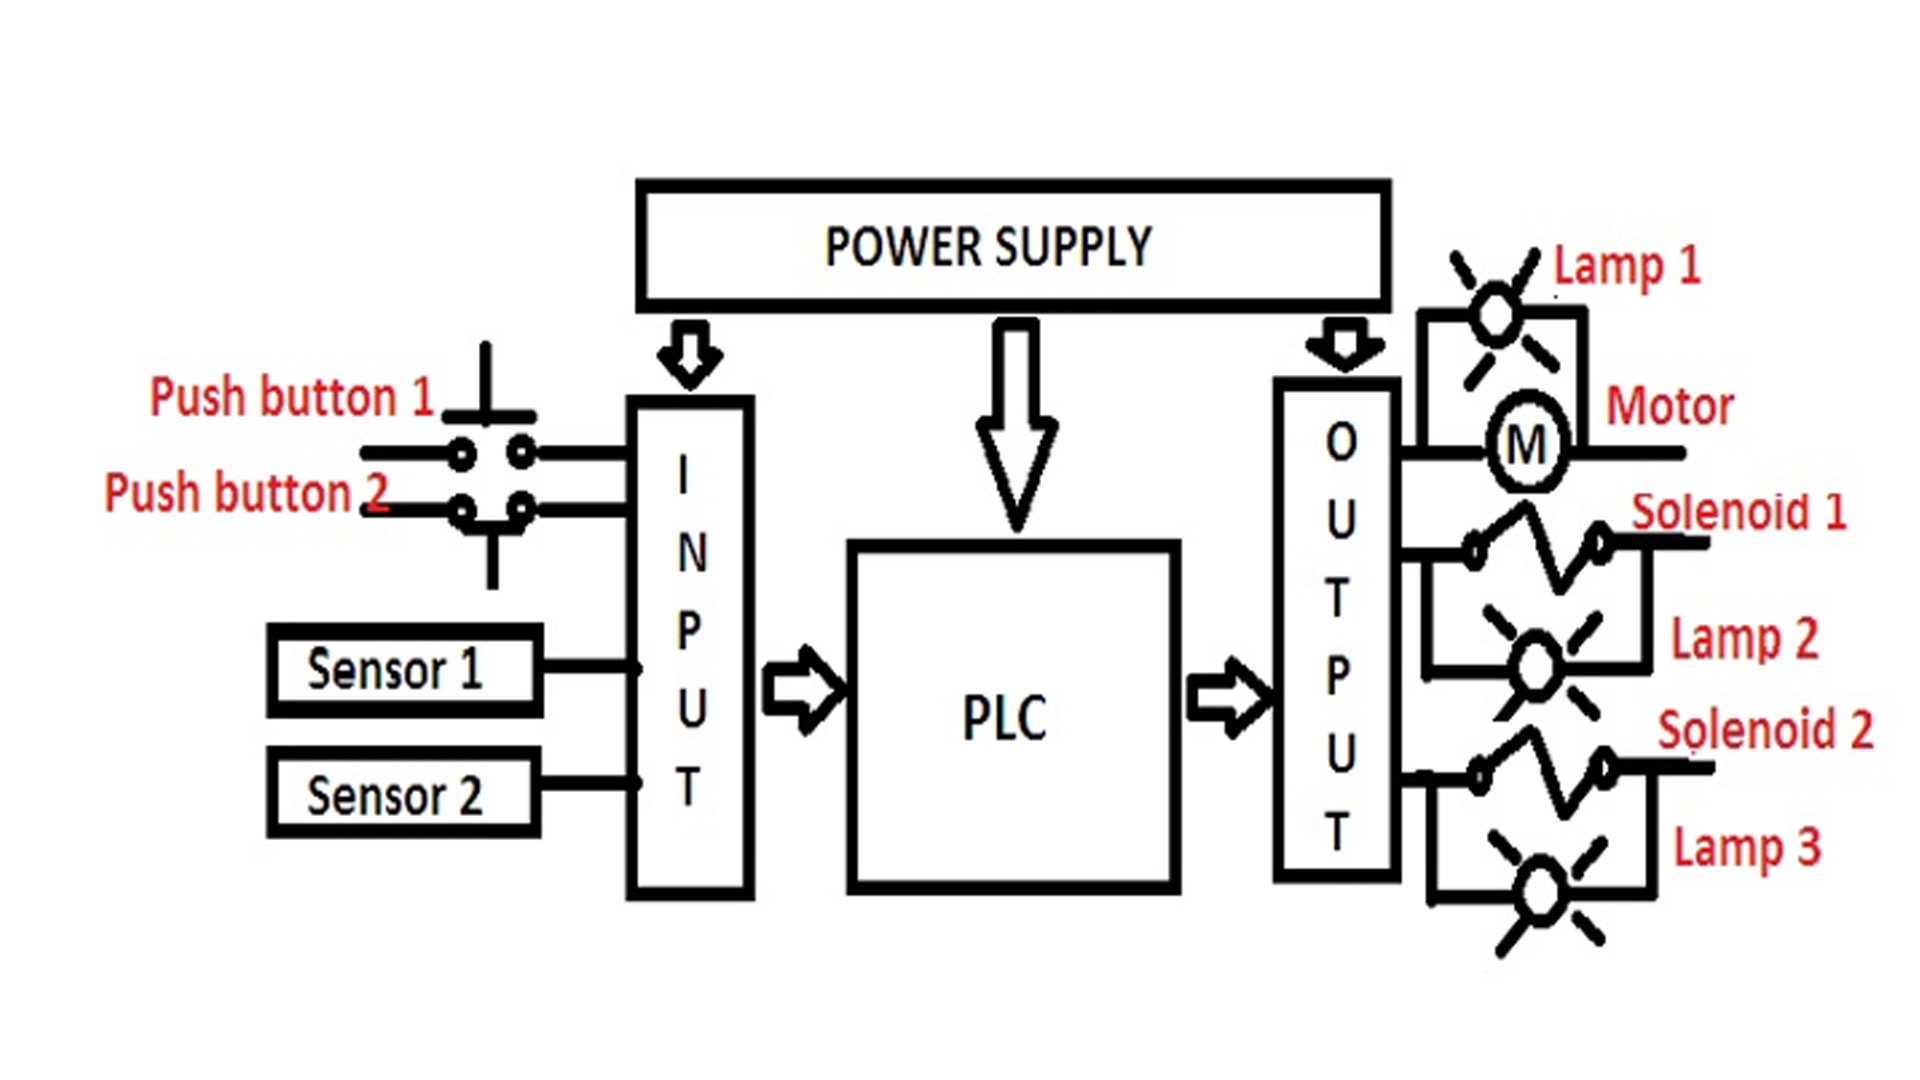 POWER SUPPLY
Lamp 1
Push button 1
Motor
Push button 2
M
Solenoid 1
INPUT
OUTPUT
Sensor 1
Lamp 2
PLC
Solenoid 2
Sensor 2
Lamp 3